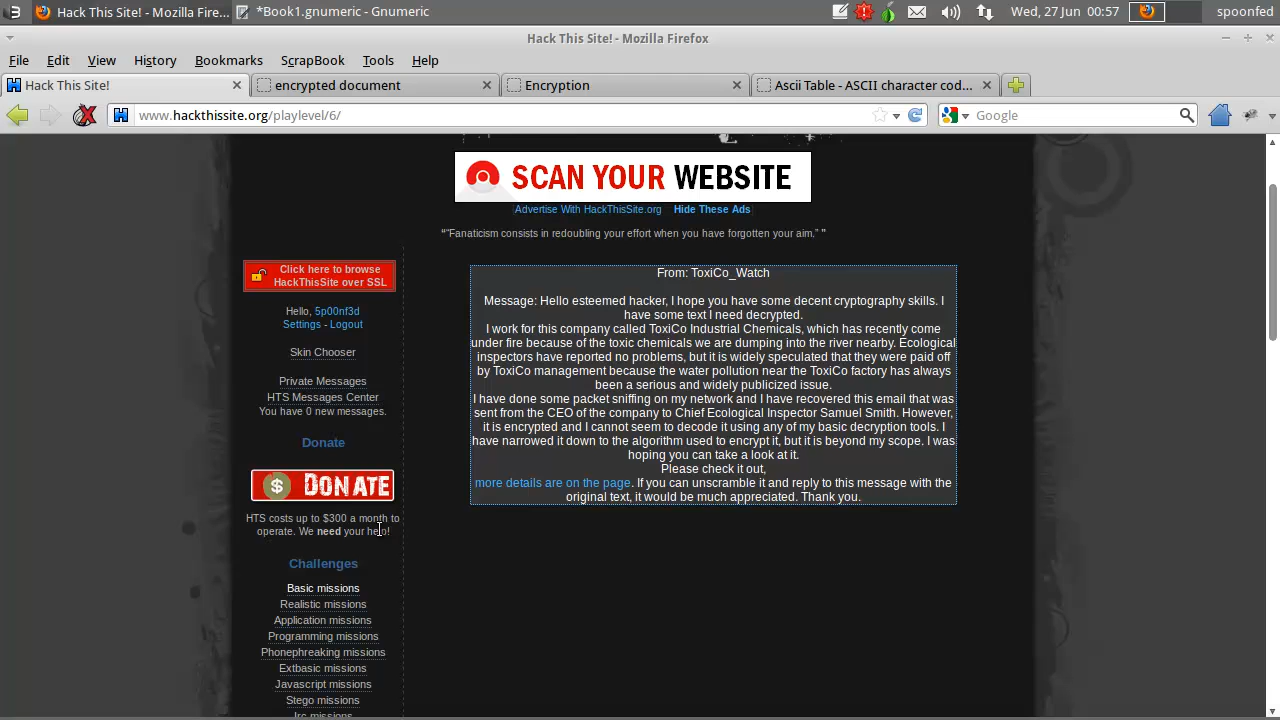 Hack This Site! - Mozilla Fire...
*Book1.gnumeric - Gnumeric
Wed, 27 Jun 00:57
spoonfed
Hack This Site! - Mozilla Firefox
File Edit View History Bookmarks ScrapBook Tools Help
Hack This Site!
encrypted document
Encryption
Ascii Table - ASCII character cod...
www.hackthissite.org/playlevel/6/
Google
SCAN YOUR WEBSITE
Advertise With HackThisSite.org Hide These Ads
“"Fanaticism consists in redoubling your effort when you have forgotten your aim." ”
Click here to browse
HackThisSite over SSL
Hello, 5p00nf3d
Settings - Logout
Skin Chooser
Private Messages
HTS Messages Center
You have 0 new messages.
Donate
DONATE
HTS costs up to $300 a month to
operate. We need your help!
Challenges
Basic missions
Realistic missions
Application missions
Programming missions
Phonephreaking missions
Extbasic missions
Javascript missions
Stego missions
Irc missions
From: ToxiCo_Watch
Message: Hello esteemed hacker, I hope you have some decent cryptography skills. I
have some text I need decrypted.
I work for this company called ToxiCo Industrial Chemicals, which has recently come
under fire because of the toxic chemicals we are dumping into the river nearby. Ecological
inspectors have reported no problems, but it is widely speculated that they were paid off
by ToxiCo management because the water pollution near the ToxiCo factory has always
been a serious and widely publicized issue.
I have done some packet sniffing on my network and I have recovered this email that was
sent from the CEO of the company to Chief Ecological Inspector Samuel Smith. However,
it is encrypted and I cannot seem to decode it using any of my basic decryption tools. I
have narrowed it down to the algorithm used to encrypt it, but it is beyond my scope. I was
hoping you can take a look at it.
Please check it out,
more details are on the page. If you can unscramble it and reply to this message with the
original text, it would be much appreciated. Thank you.